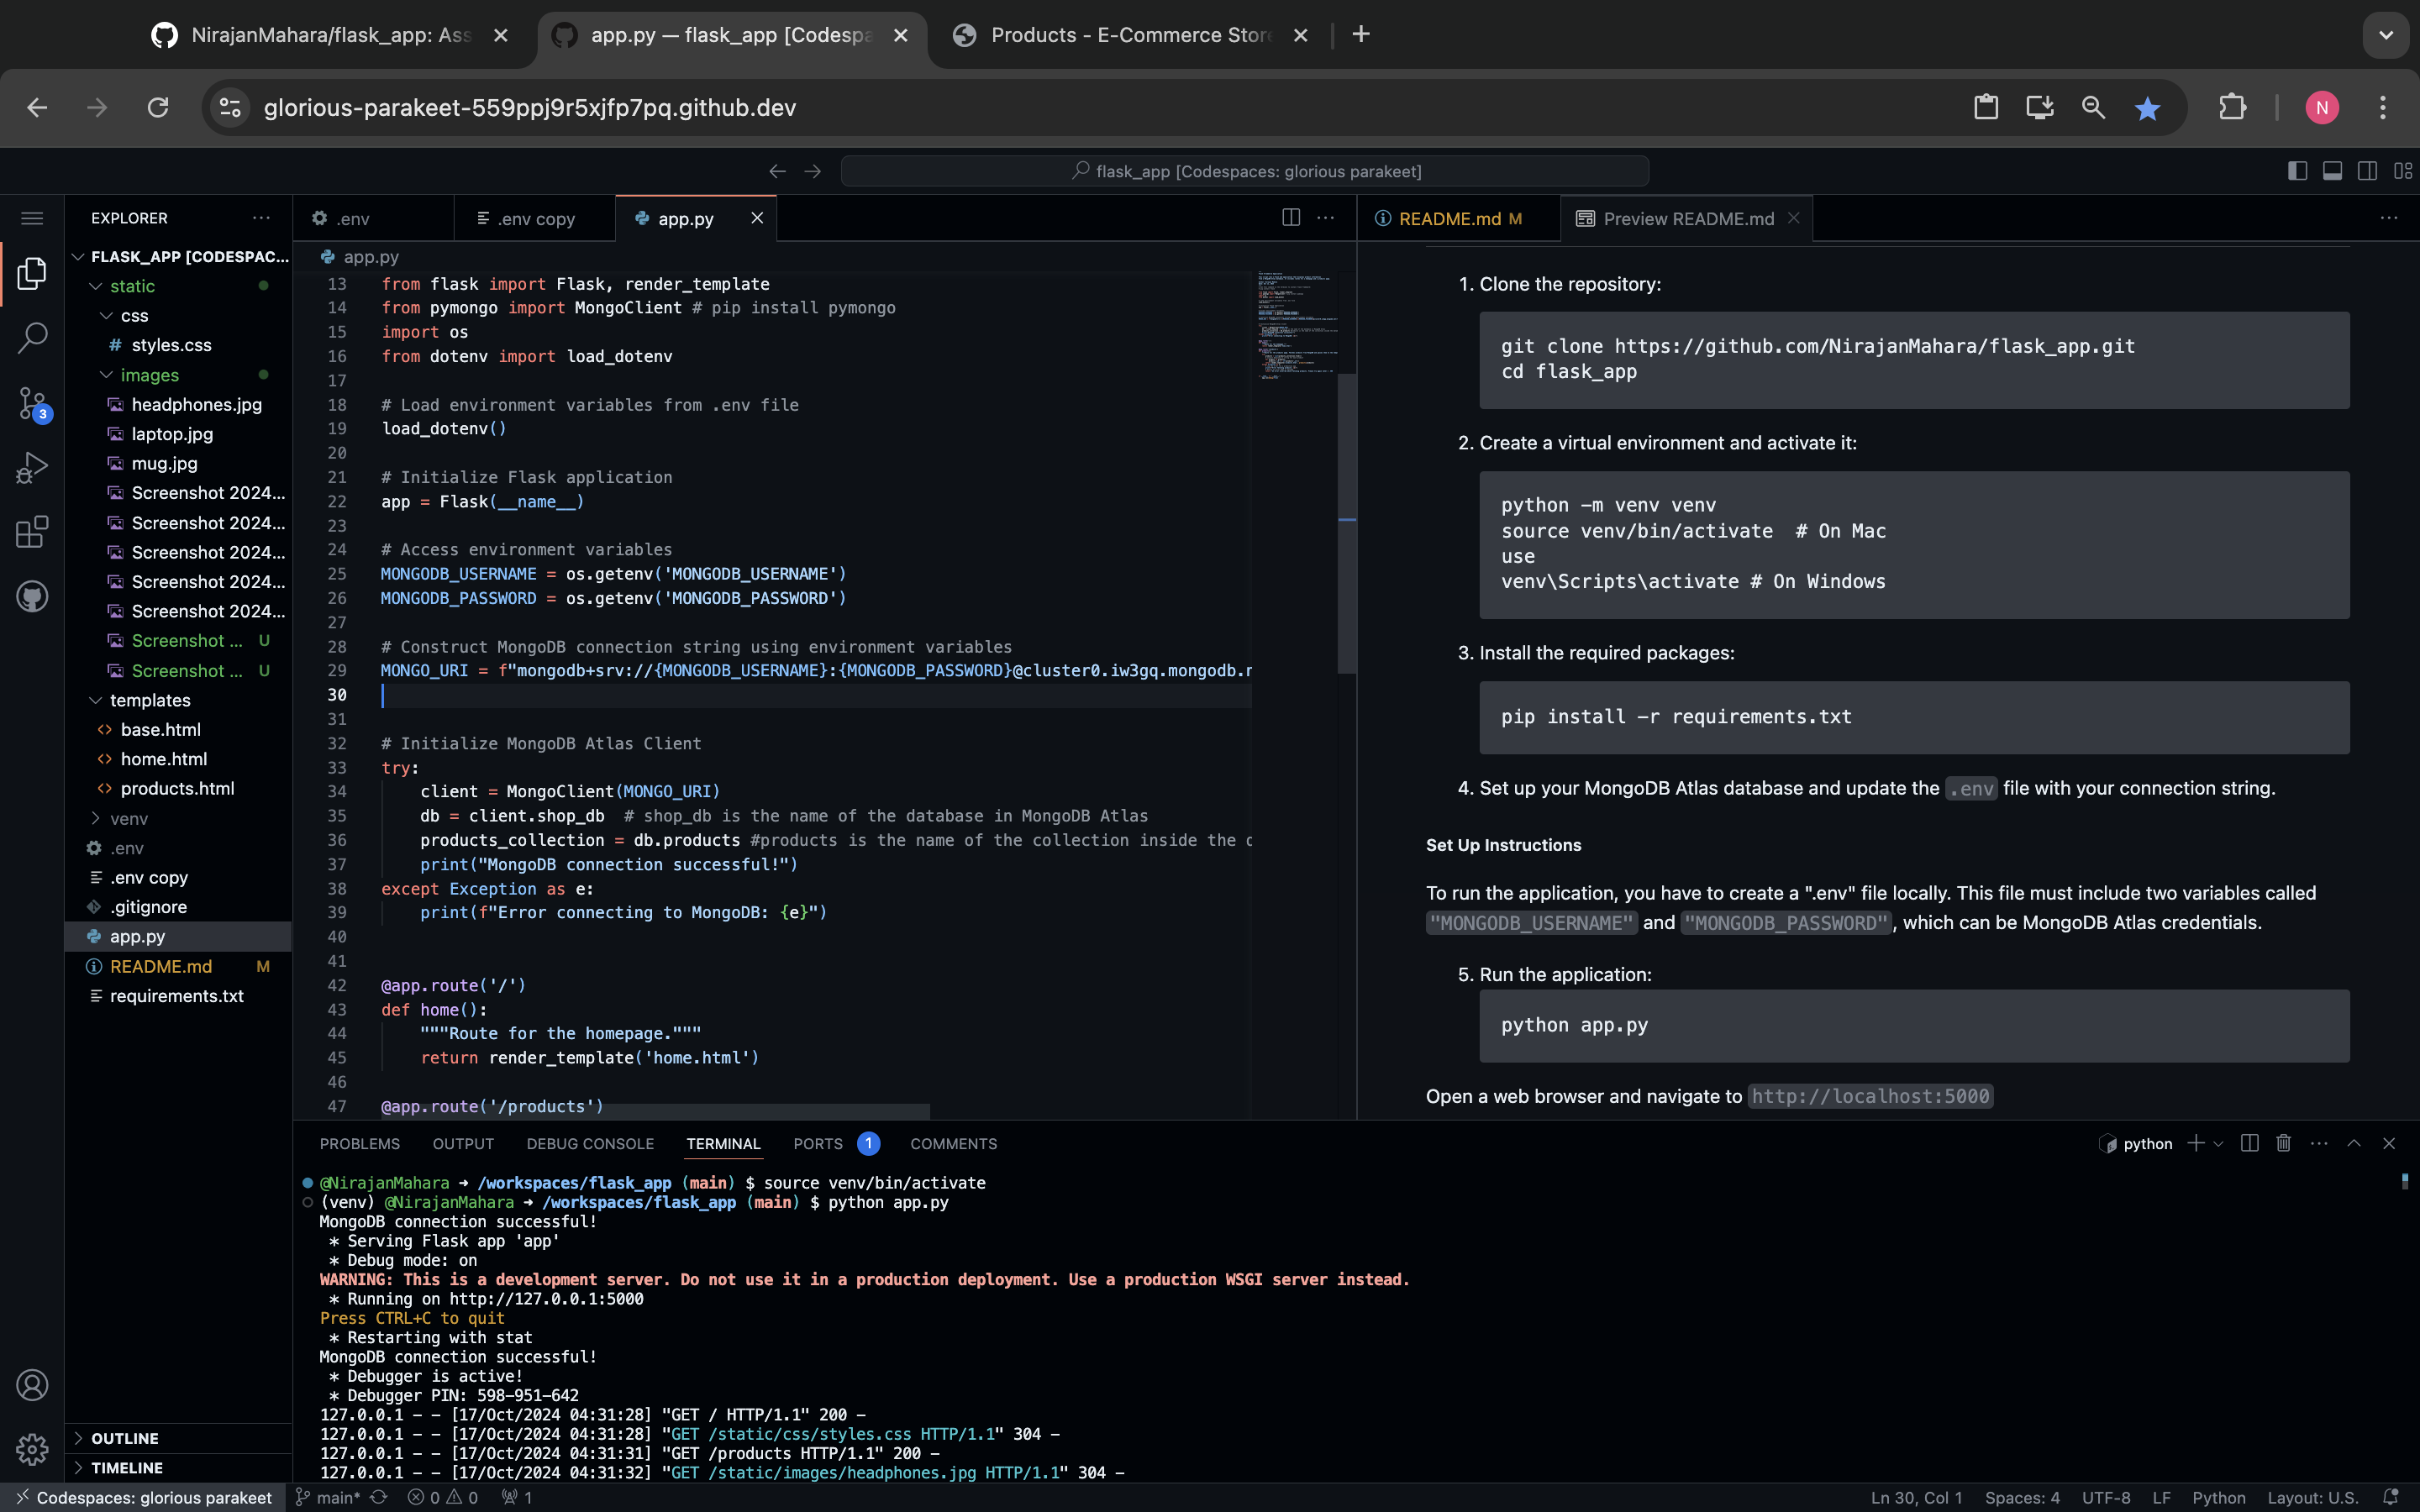 NirajanMahara/flask_app: Ass
app.py — flask_app [Codespa
Products - E-Commerce Stor
glorious-parakeet-559ppj9r5xjfp7pq.github.dev
N
flask_app [Codespaces: glorious parakeet]
EXPLORER
FLASK_APP [CODESPAC...
static
css
# styles.css
images
headphones.jpg
laptop.jpg
mug.jpg
Screenshot 2024...
Screenshot 2024...
Screenshot 2024...
Screenshot 2024...
Screenshot 2024...
Screenshot ... U
Screenshot ... U
templates
base.html
home.html
products.html
venv
.env
.env copy
.gitignore
app.py
README.md M
requirements.txt
OUTLINE
TIMELINE
3
.env
.env copy
app.py
app.py
13 from flask import Flask, render_template
14 from pymongo import MongoClient # pip install pymongo
15 import os
16 from dotenv import load_dotenv
17
18 # Load environment variables from .env file
19 load_dotenv()
20
21 # Initialize Flask application
22 app = Flask(__name__)
23
24 # Access environment variables
25 MONGODB_USERNAME = os.getenv('MONGODB_USERNAME')
26 MONGODB_PASSWORD = os.getenv('MONGODB_PASSWORD')
27
28 # Construct MongoDB connection string using environment variables
29 MONGO_URI = f"mongodb+srv://{MONGODB_USERNAME}:{MONGODB_PASSWORD}@cluster0.iw3gq.mongodb.n
30
31
32 # Initialize MongoDB Atlas Client
33 try:
34 client = MongoClient(MONGO_URI)
35 db = client.shop_db # shop_db is the name of the database in MongoDB Atlas
36 products_collection = db.products #products is the name of the collection inside the d
37 print("MongoDB connection successful!")
38 except Exception as e:
39 print(f"Error connecting to MongoDB: {e}")
40
41
42 @app.route('/')
43 def home():
44 """Route for the homepage."""
45 return render_template('home.html')
46
47 @app.route('/products')
README.md M
Preview README.md
1. Clone the repository:
git clone https://github.com/NirajanMahara/flask_app.git
cd flask_app
2. Create a virtual environment and activate it:
python -m venv venv
source venv/bin/activate # On Mac
use
venv\Scripts\activate # On Windows
3. Install the required packages:
pip install -r requirements.txt
4. Set up your MongoDB Atlas database and update the .env file with your connection string.
Set Up Instructions
To run the application, you have to create a ".env" file locally. This file must include two variables called
"MONGODB_USERNAME" and "MONGODB_PASSWORD", which can be MongoDB Atlas credentials.
5. Run the application:
python app.py
Open a web browser and navigate to http://localhost:5000
PROBLEMS OUTPUT DEBUG CONSOLE TERMINAL PORTS 1 COMMENTS
python
@NirajanMahara → /workspaces/flask_app (main) $ source venv/bin/activate
(venv) @NirajanMahara → /workspaces/flask_app (main) $ python app.py
MongoDB connection successful!
* Serving Flask app 'app'
* Debug mode: on
WARNING: This is a development server. Do not use it in a production deployment. Use a production WSGI server instead.
* Running on http://127.0.0.1:5000
Press CTRL+C to quit
* Restarting with stat
MongoDB connection successful!
* Debugger is active!
* Debugger PIN: 598-951-642
127.0.0.1 - - [17/Oct/2024 04:31:28] "GET / HTTP/1.1" 200 -
127.0.0.1 - - [17/Oct/2024 04:31:28] "GET /static/css/styles.css HTTP/1.1" 304 -
127.0.0.1 - - [17/Oct/2024 04:31:31] "GET /products HTTP/1.1" 200 -
127.0.0.1 - - [17/Oct/2024 04:31:32] "GET /static/images/headphones.jpg HTTP/1.1" 304 -
Codespaces: glorious parakeet main* 0 0 1
Ln 30, Col 1 Spaces: 4 UTF-8 LF Python Layout: U.S.